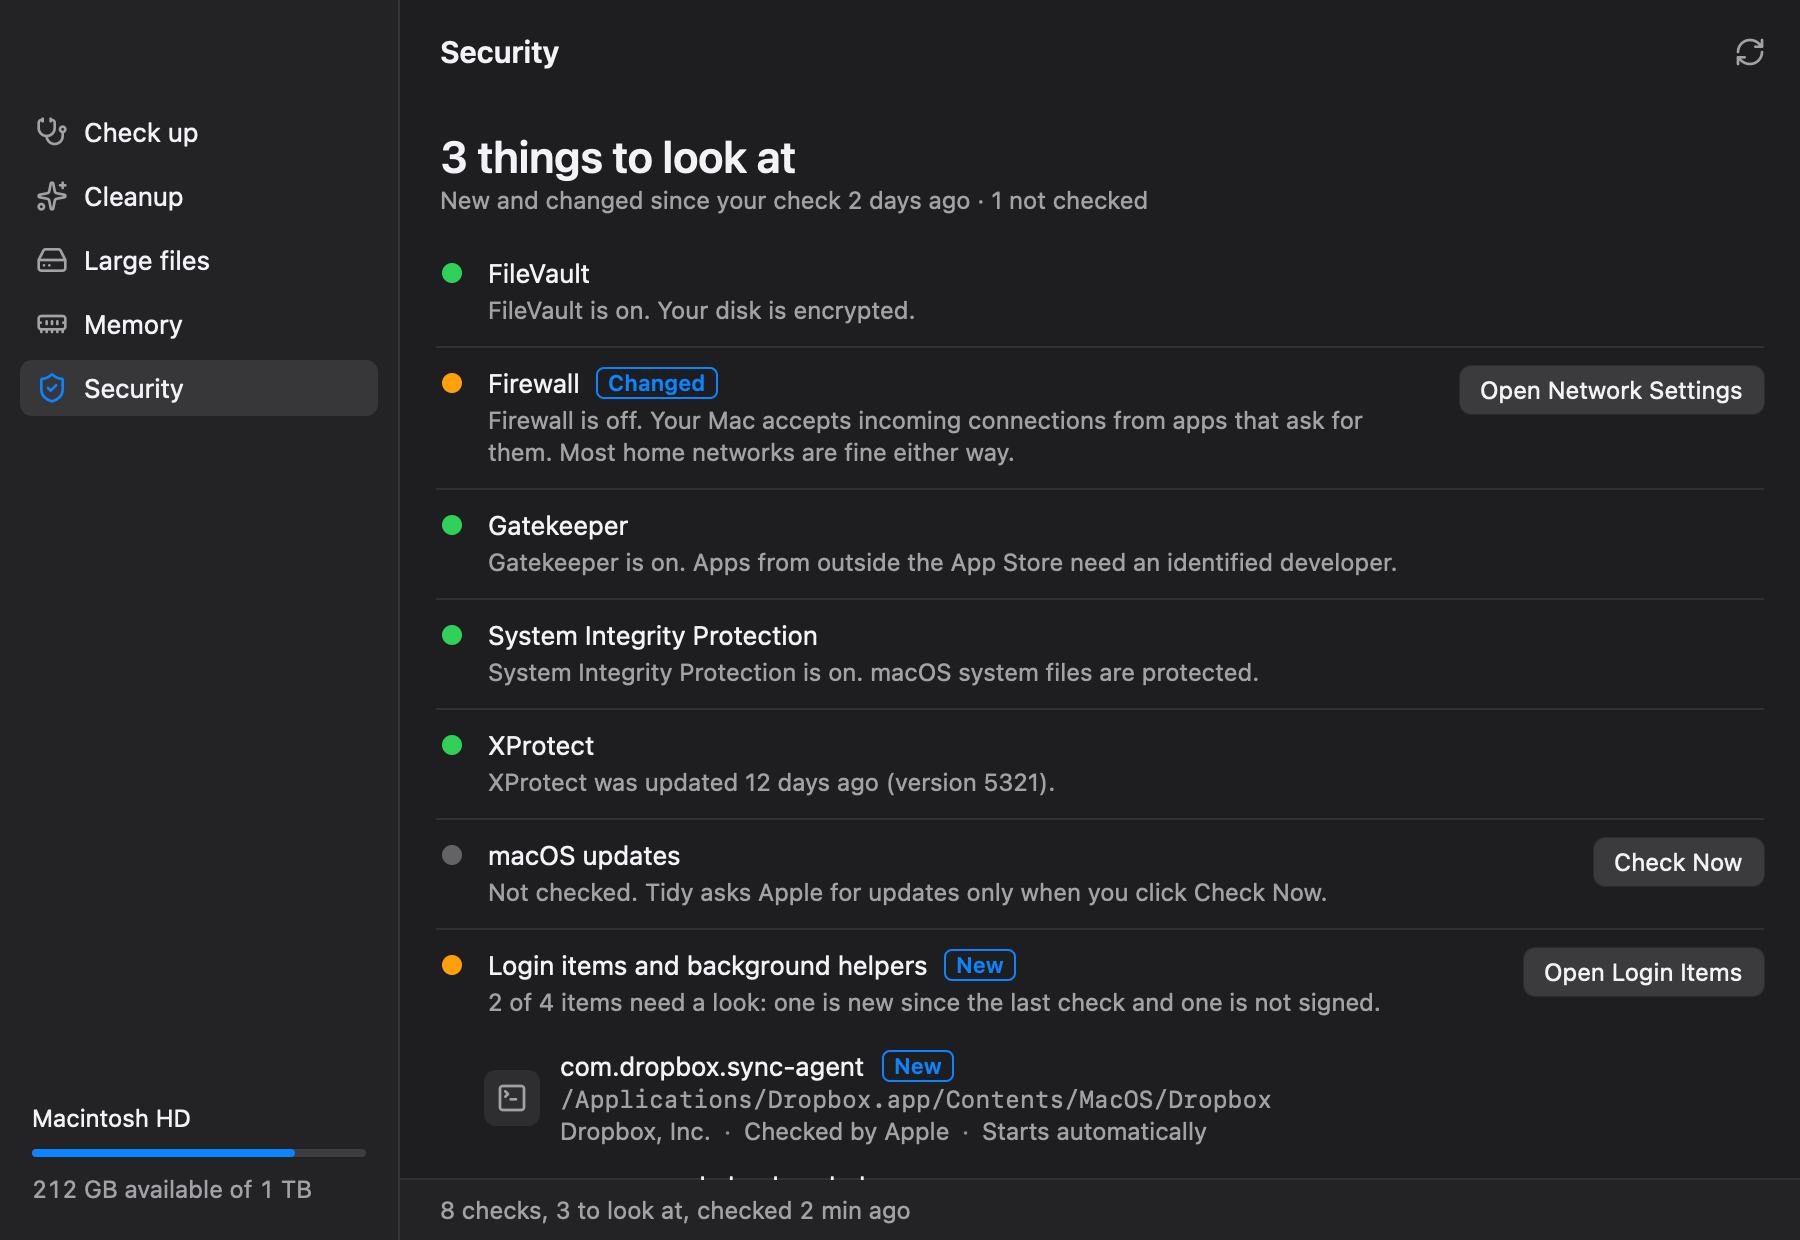 Check up
Cleanup
Large files
Memory
Security
Macintosh HD
212 GB available of 1 TB
Security
3 things to look at
New and changed since your check 2 days ago · 1 not checked
FileVault
FileVault is on. Your disk is encrypted.
Firewall Changed
Open Network Settings
Firewall is off. Your Mac accepts incoming connections from apps that ask for
them. Most home networks are fine either way.
Gatekeeper
Gatekeeper is on. Apps from outside the App Store need an identified developer.
System Integrity Protection
System Integrity Protection is on. macOS system files are protected.
XProtect
XProtect was updated 12 days ago (version 5321).
macOS updates
Check Now
Not checked. Tidy asks Apple for updates only when you click Check Now.
Login items and background helpers New
Open Login Items
2 of 4 items need a look: one is new since the last check and one is not signed.
com.dropbox.sync-agent New
/Applications/Dropbox.app/Contents/MacOS/Dropbox
Dropbox, Inc. · Checked by Apple · Starts automatically
8 checks, 3 to look at, checked 2 min ago